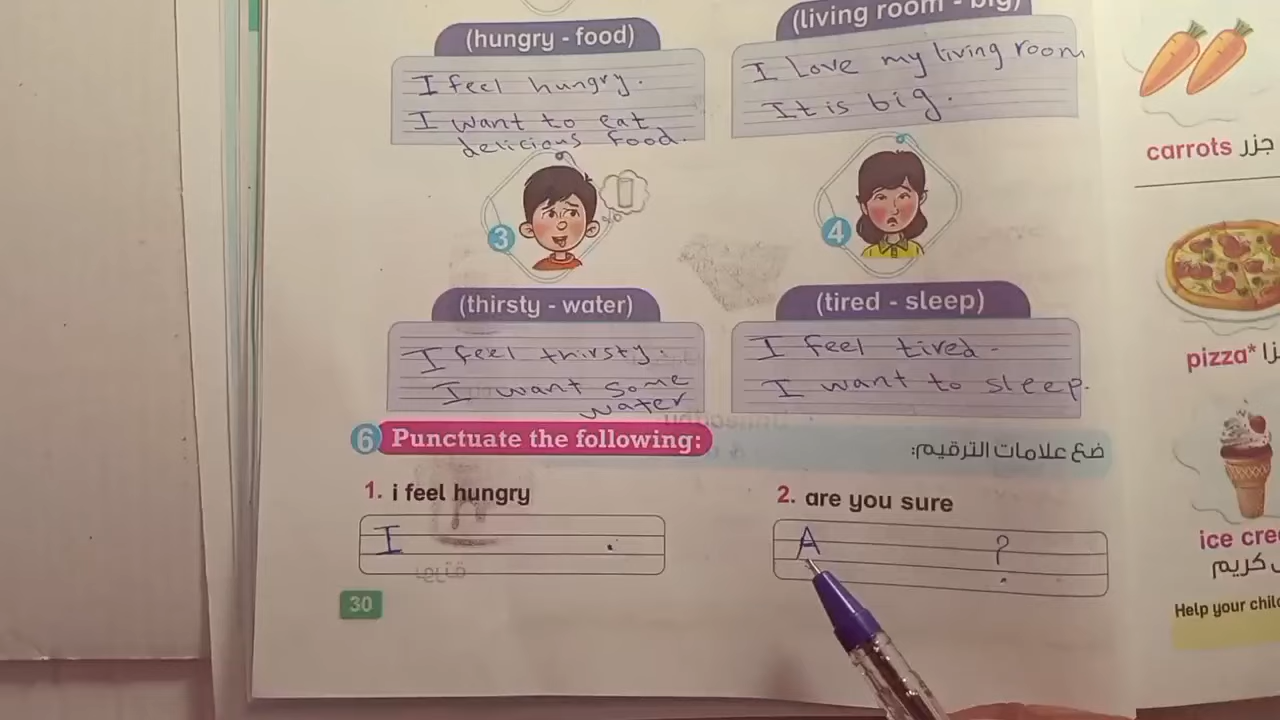 (hungry - food)
I feel hungry.
I want to eat
delicious food.
(living room - big)
I Love my living room
It is big.
3
4
(thirsty - water)
I feel thirsty.
I want some
water
(tired - sleep)
I feel tired.
I want to sleep.
6 Punctuate the following:
ضع علامات الترقيم:
1. i feel hungry
I .
2. are you sure
A ?
30
carrots جزر
pizza*
ice
كريم
Help your